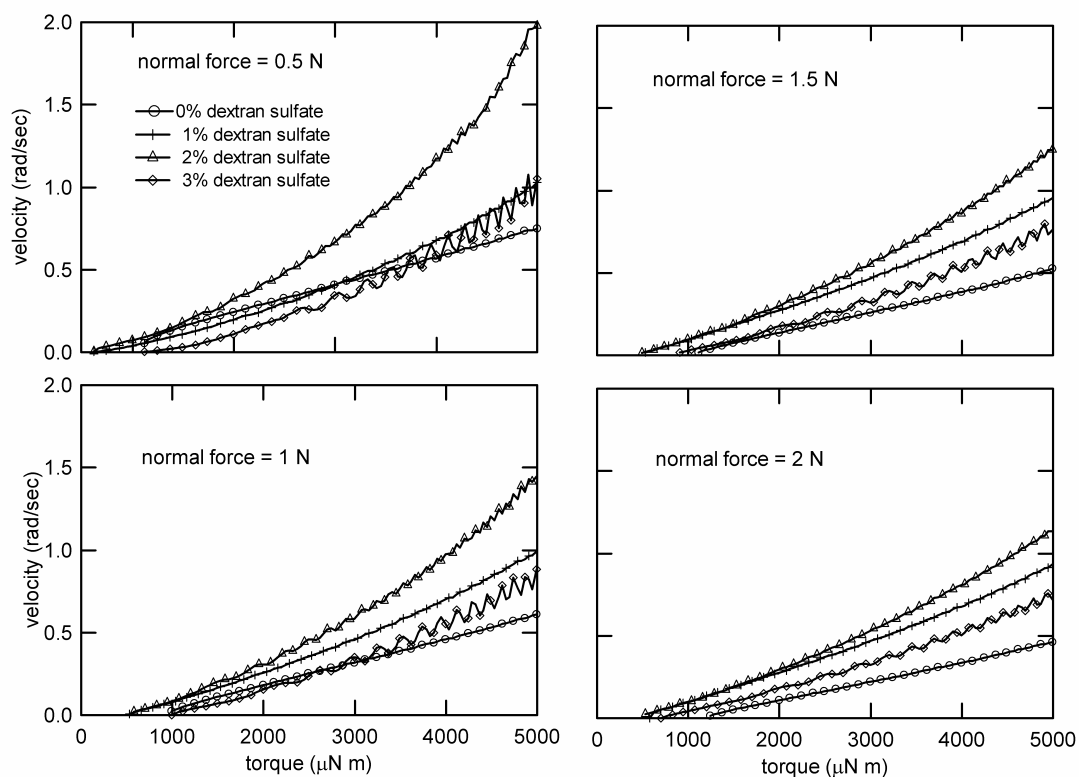 2.0
normal force = 0.5 N
normal force = 1.5 N
1.5
0% dextran sulfate
1% dextran sulfate
2% dextran sulfate
3% dextran sulfate
1.0
velocity (rad/sec)
0.5
0.0
2.0
normal force = 1 N
normal force = 2 N
1.5
1.0
velocity (rad/sec)
0.5
0.0
0 1000 2000 3000 4000 5000
torque (μN m)
0 1000 2000 3000 4000 5000
torque (μN m)